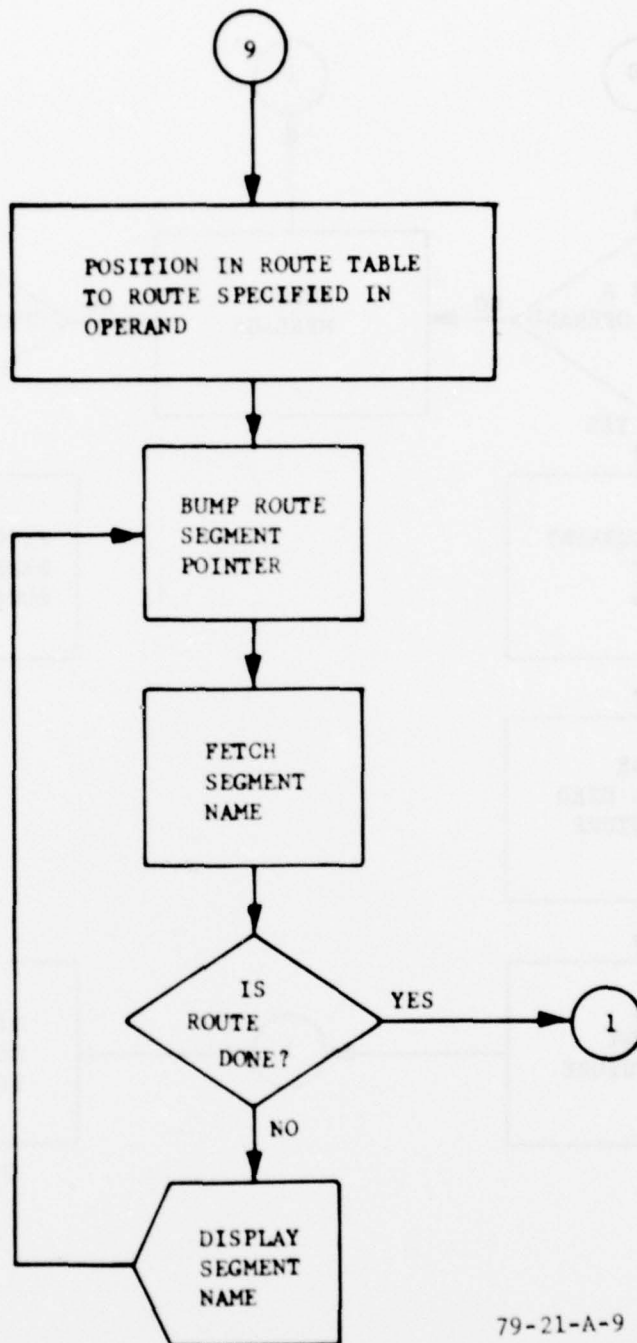 9
POSITION IN ROUTE TABLE
TO ROUTE SPECIFIED IN
OPERAND
BUMP ROUTE
SEGMENT
POINTER
FETCH
SEGMENT
NAME
IS
ROUTE
DONE?
YES
1
NO
DISPLAY
SEGMENT
NAME
79-21-A-9